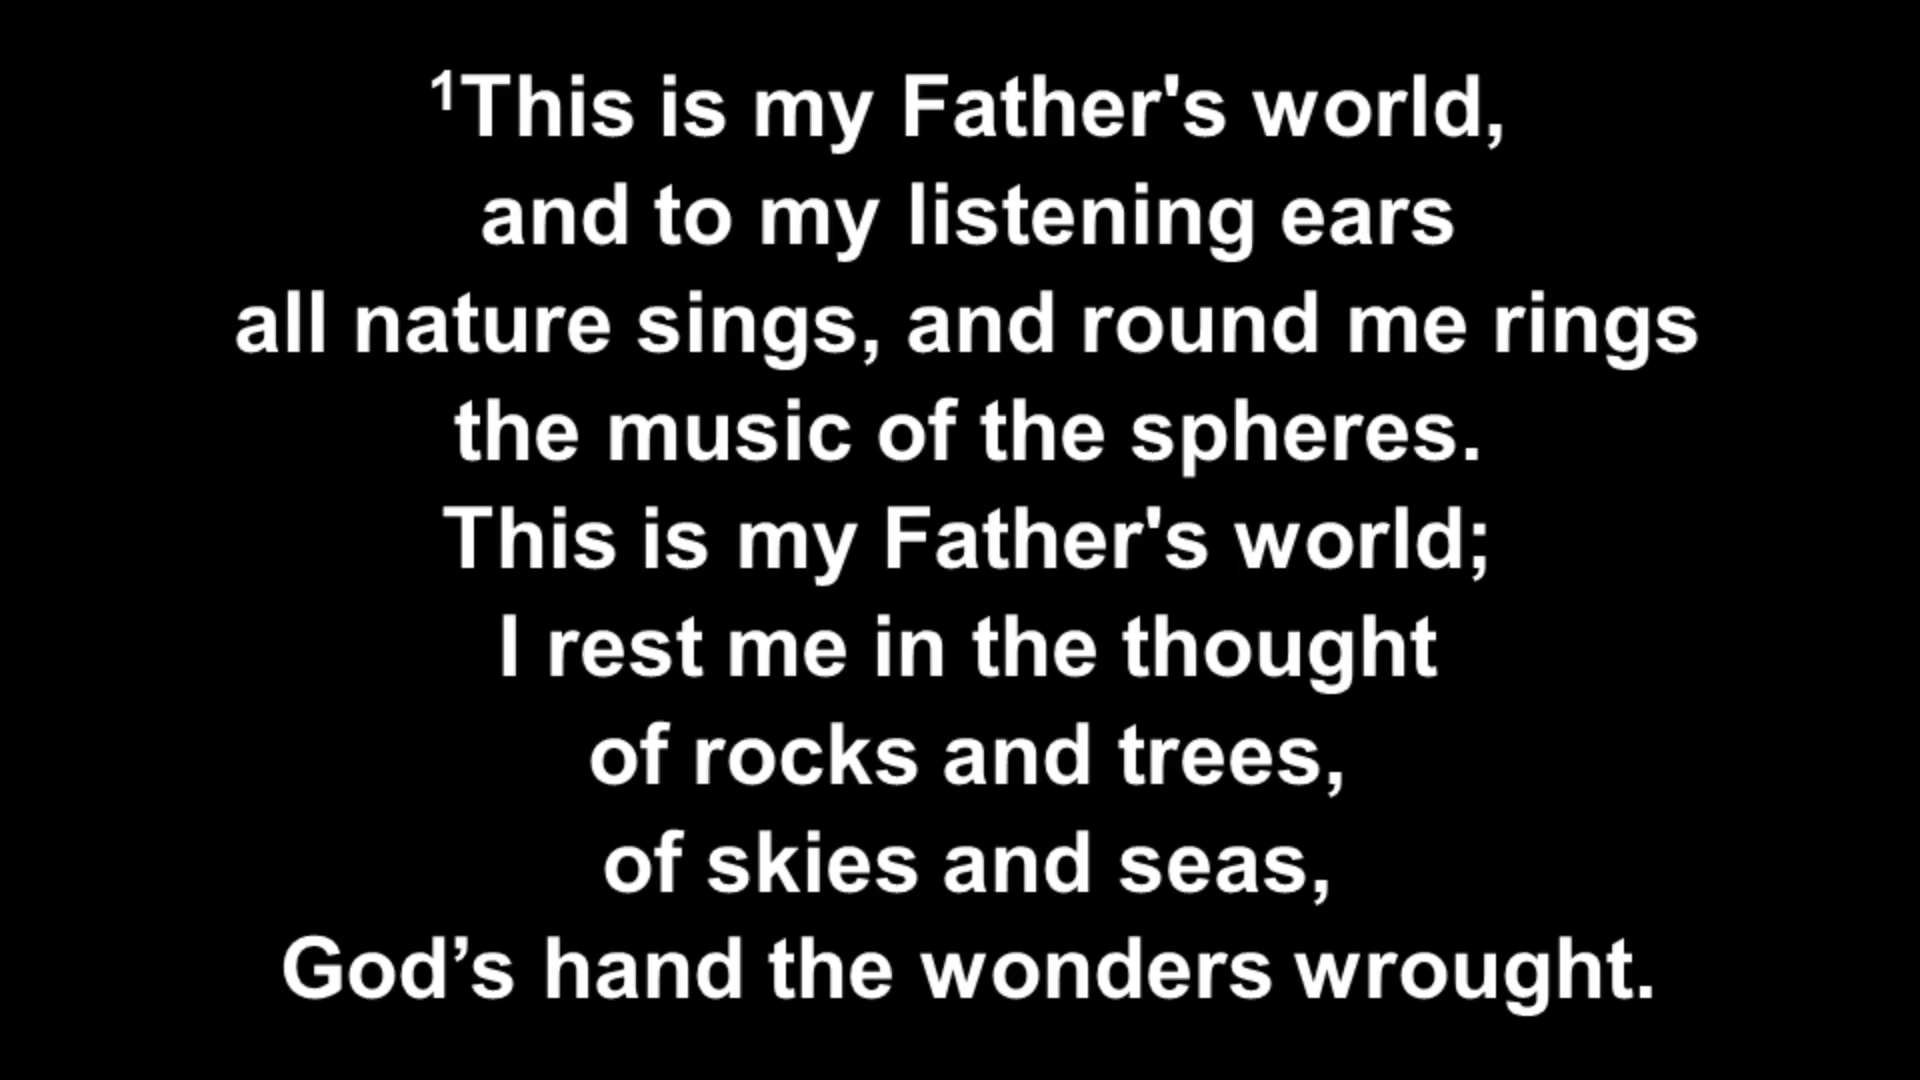 ¹This is my Father's world,
and to my listening ears
all nature sings, and round me rings
the music of the spheres.
This is my Father's world;
I rest me in the thought
of rocks and trees,
of skies and seas,
God’s hand the wonders wrought.